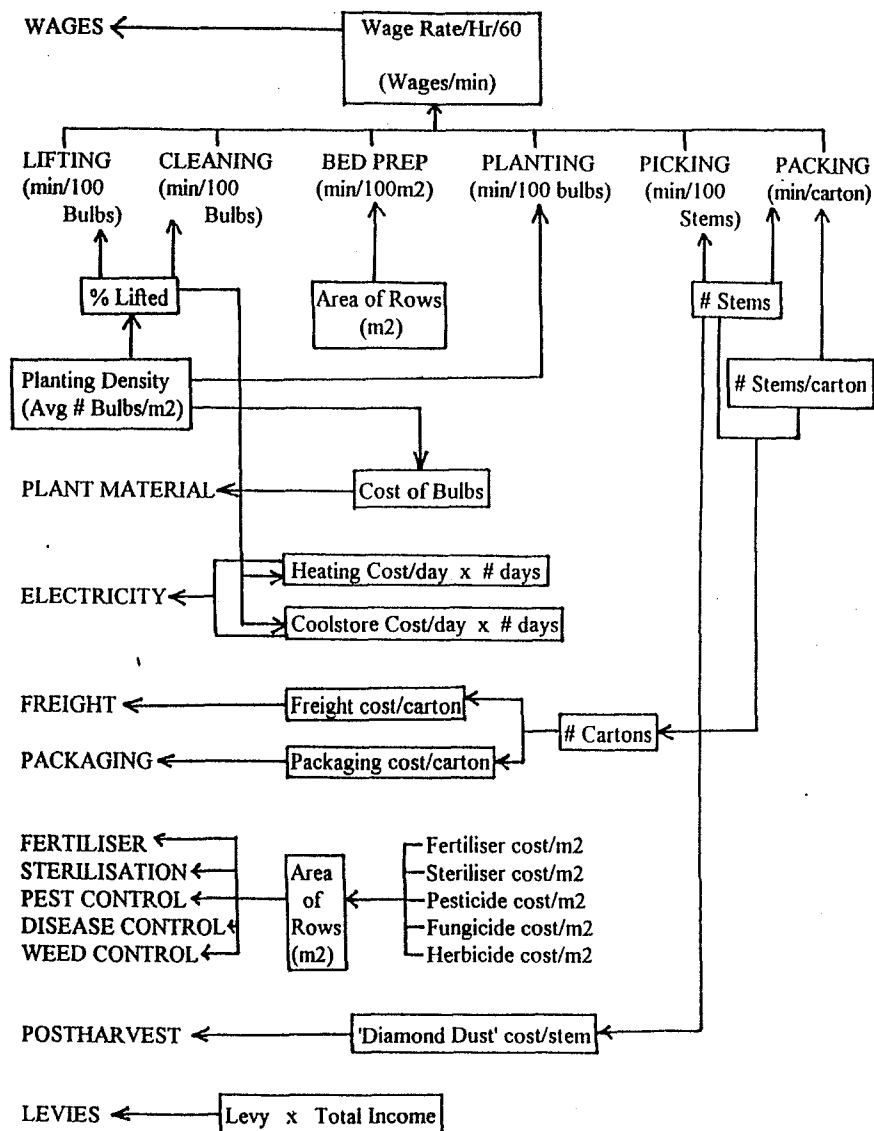 WAGES
Wage Rate/Hr/60
(Wages/min)
LIFTING
(min/100
Bulbs)
CLEANING
(min/100
Bulbs)
BED PREP
(min/100m2)
PLANTING
(min/100 bulbs)
PICKING
(min/100
Stems)
PACKING
(min/carton)
% Lifted
Area of Rows
(m2)
# Stems
Planting Density
(Avg # Bulbs/m2)
# Stems/carton
PLANT MATERIAL
Cost of Bulbs
ELECTRICITY
Heating Cost/day x # days
Coolstore Cost/day x # days
FREIGHT
Freight cost/carton
# Cartons
PACKAGING
Packaging cost/carton
FERTILISER
STERILISATION
PEST CONTROL
DISEASE CONTROL
WEED CONTROL
Area
of
Rows
(m2)
Fertiliser cost/m2
Steriliser cost/m2
Pesticide cost/m2
Fungicide cost/m2
Herbicide cost/m2
POSTHARVEST
'Diamond Dust' cost/stem
LEVIES
Levy x Total Income